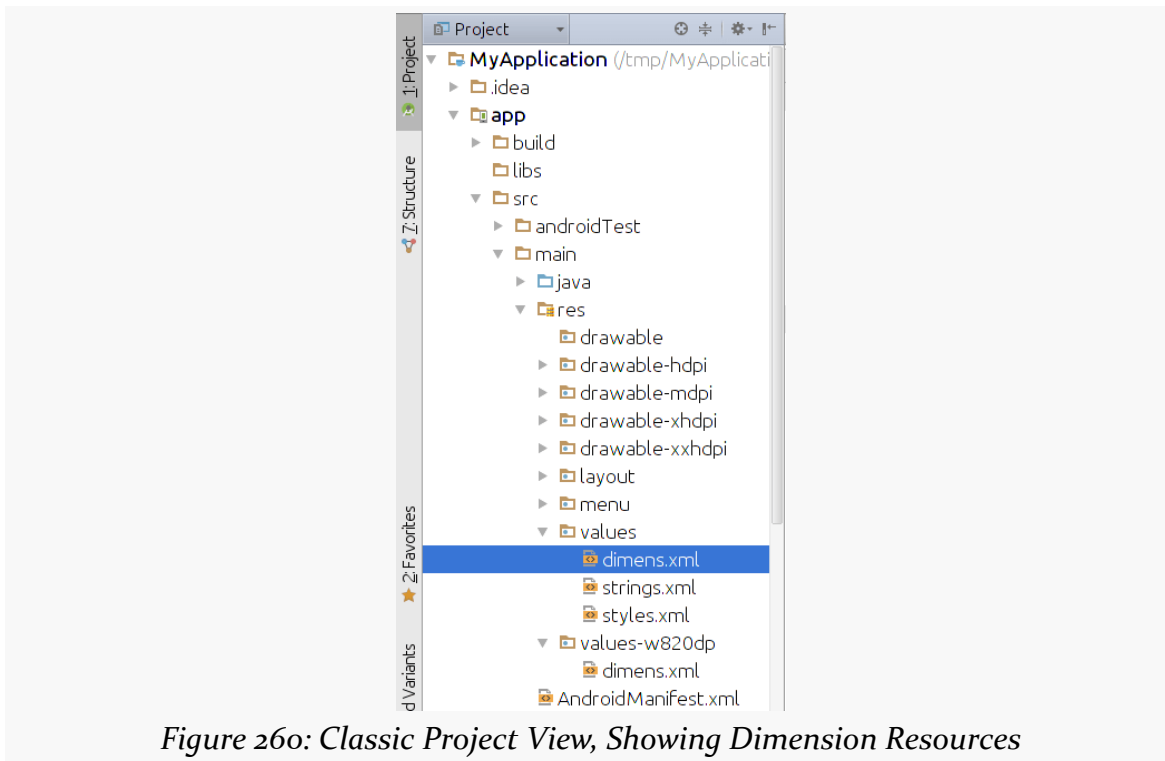 Project
MyApplication (/tmp/MyApplicati
.idea
app
build
libs
src
androidTest
main
java
res
drawable
drawable-hdpi
drawable-mdpi
drawable-xhdpi
drawable-xxhdpi
layout
menu
values
dimens.xml
strings.xml
styles.xml
values-w820dp
dimens.xml
AndroidManifest.xml
1: Project
7: Structure
2: Favorites
d Variants
Figure 260: Classic Project View, Showing Dimension Resources